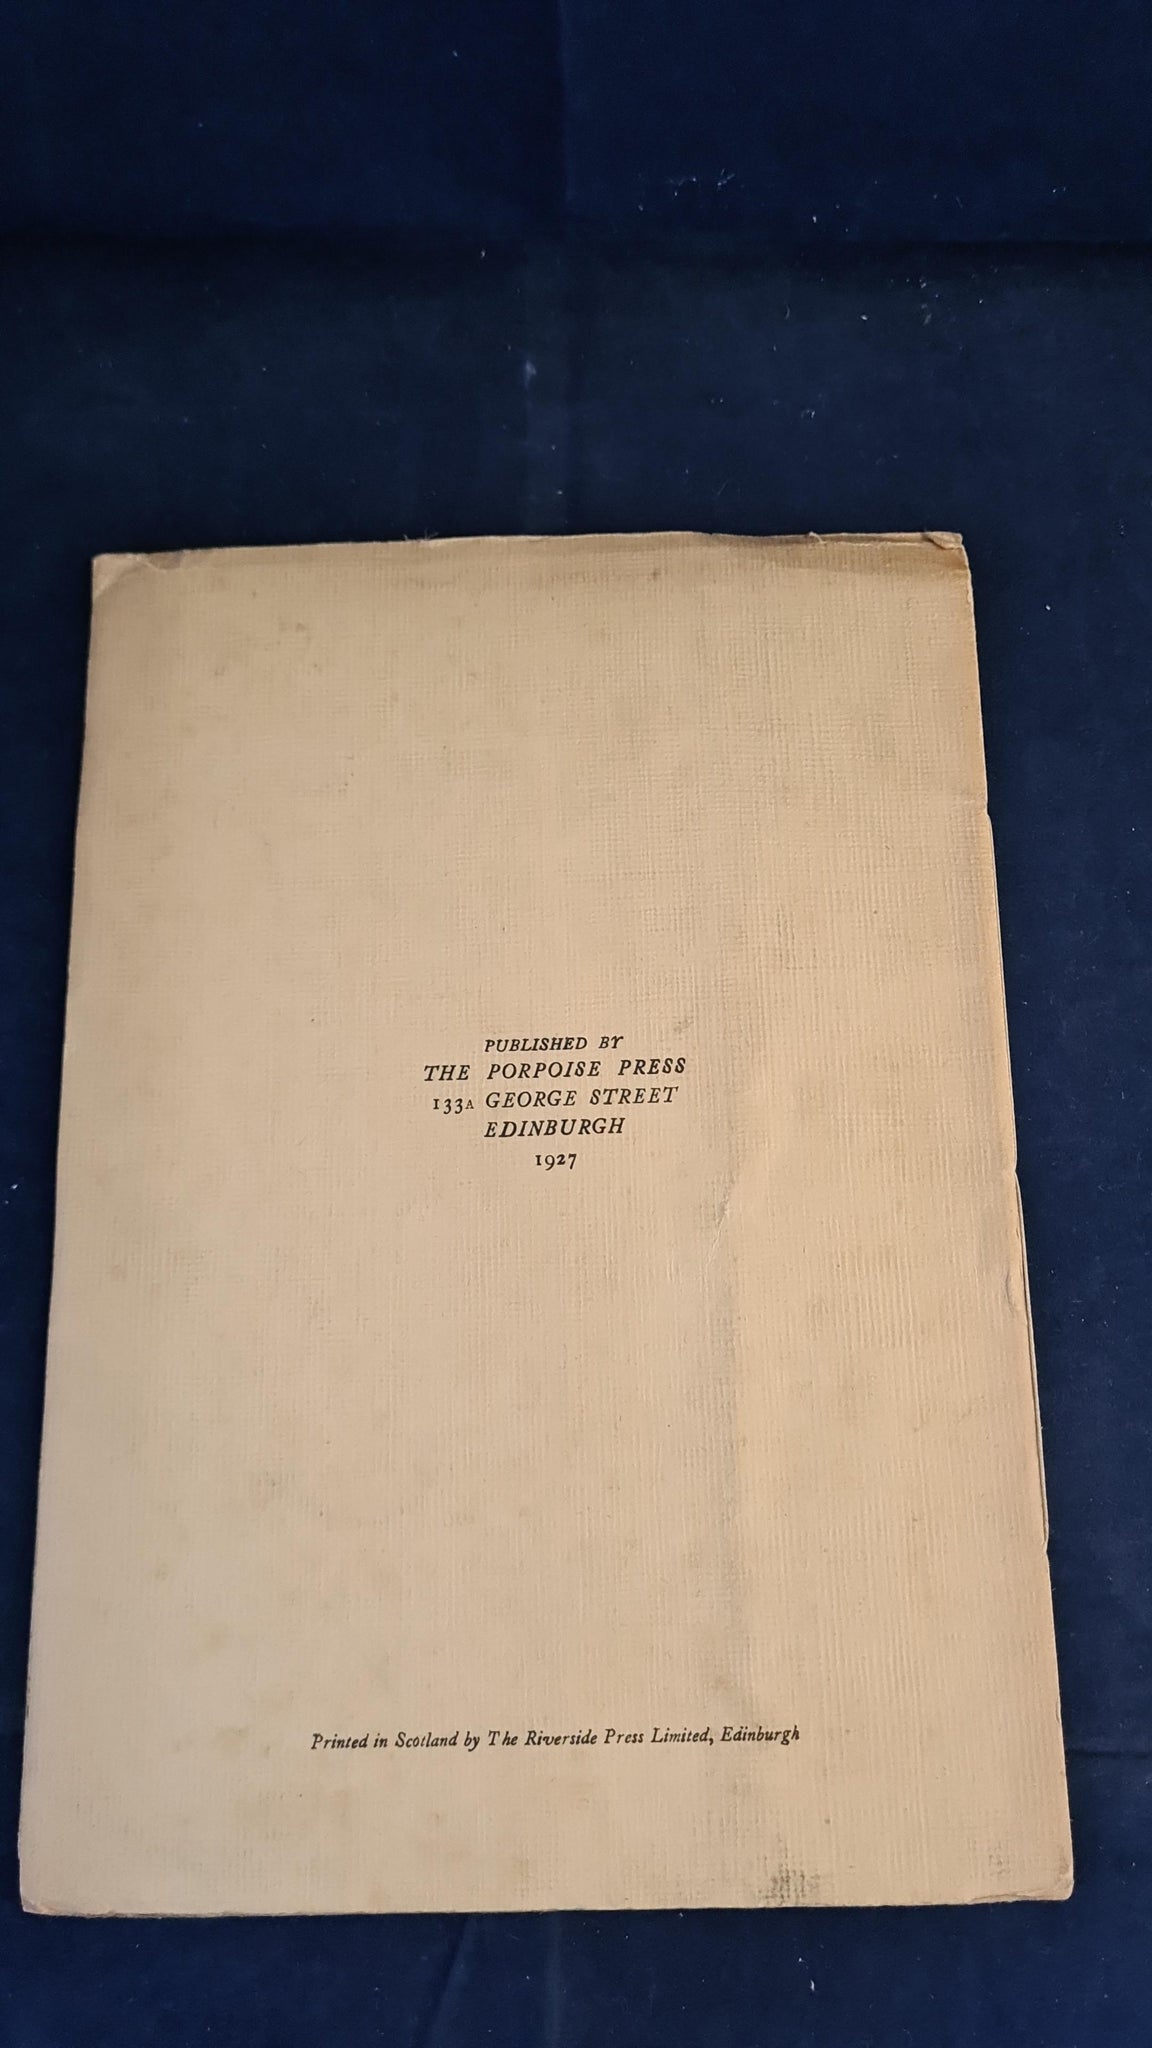 PUBLISHED BY
THE PORPOISE PRESS
133A GEORGE STREET
EDINBURGH
1927
Printed in Scotland by The Riverside Press Limited, Edinburgh